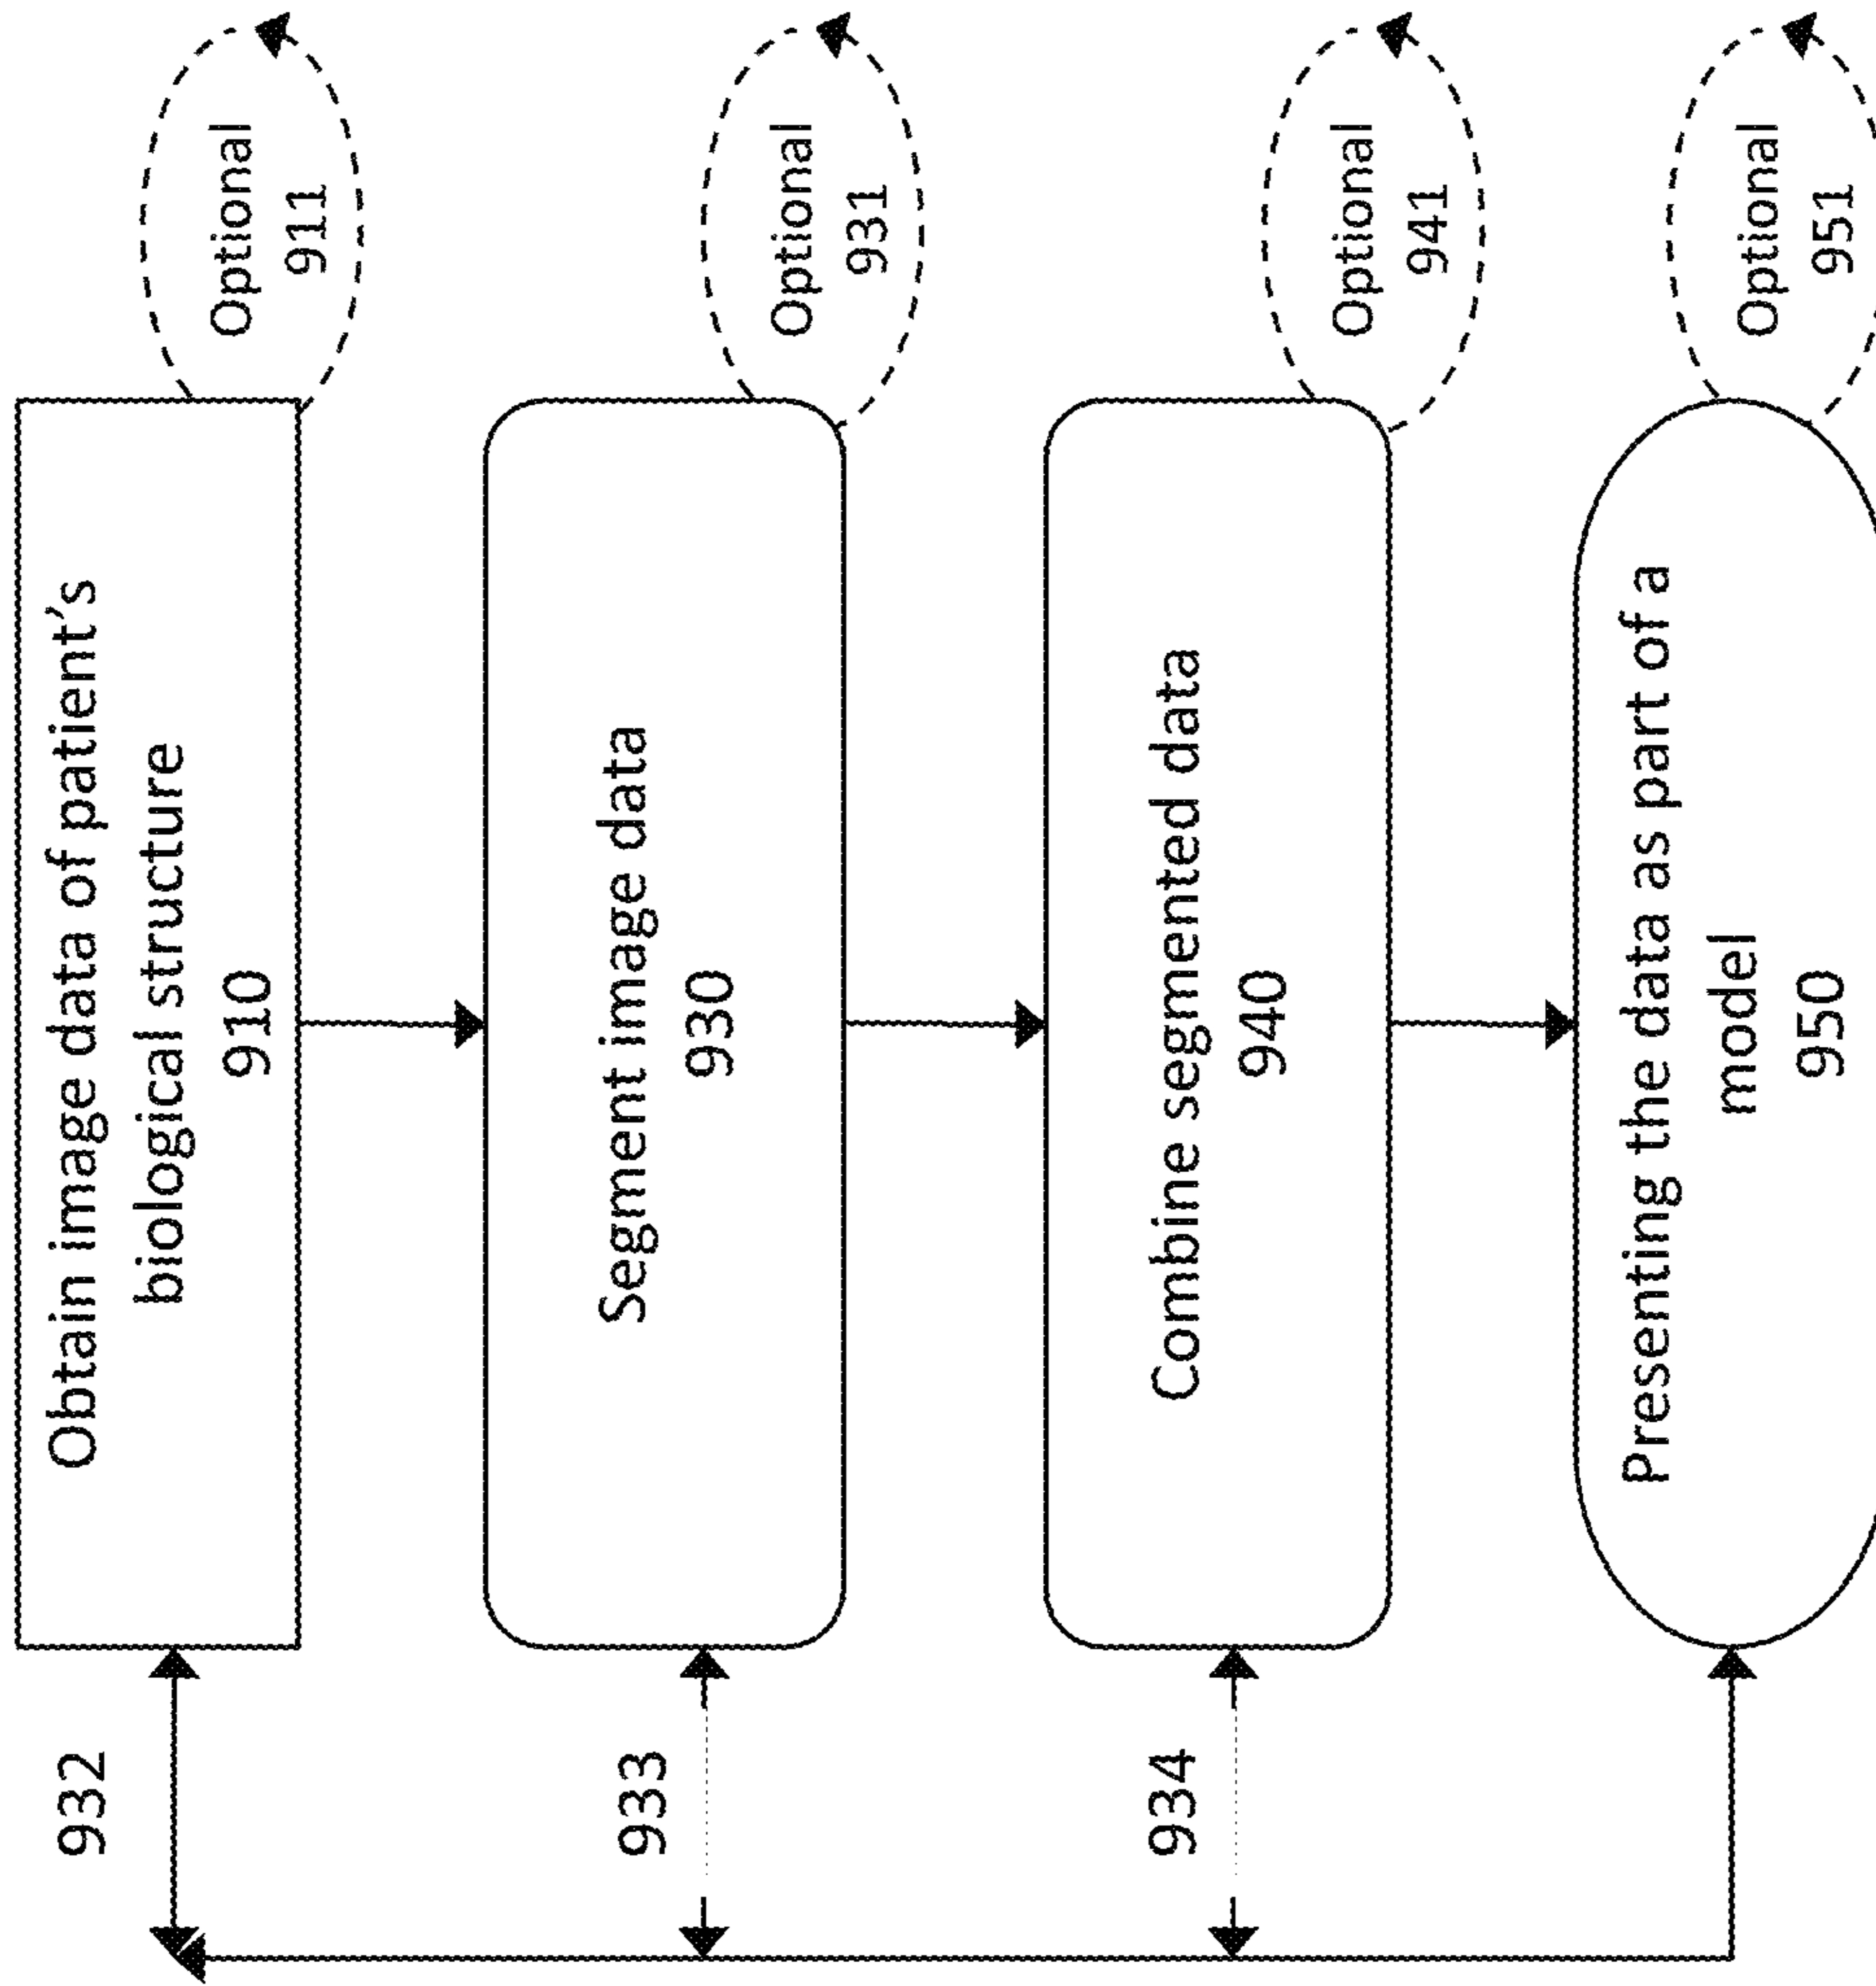 Obtain image data of patient's
biological structure
910
Optional
911
932
Segment image data
930
Optional
931
933
Combine segmented data
940
Optional
941
934
Presenting the data as part of a
model
950
Optional
951